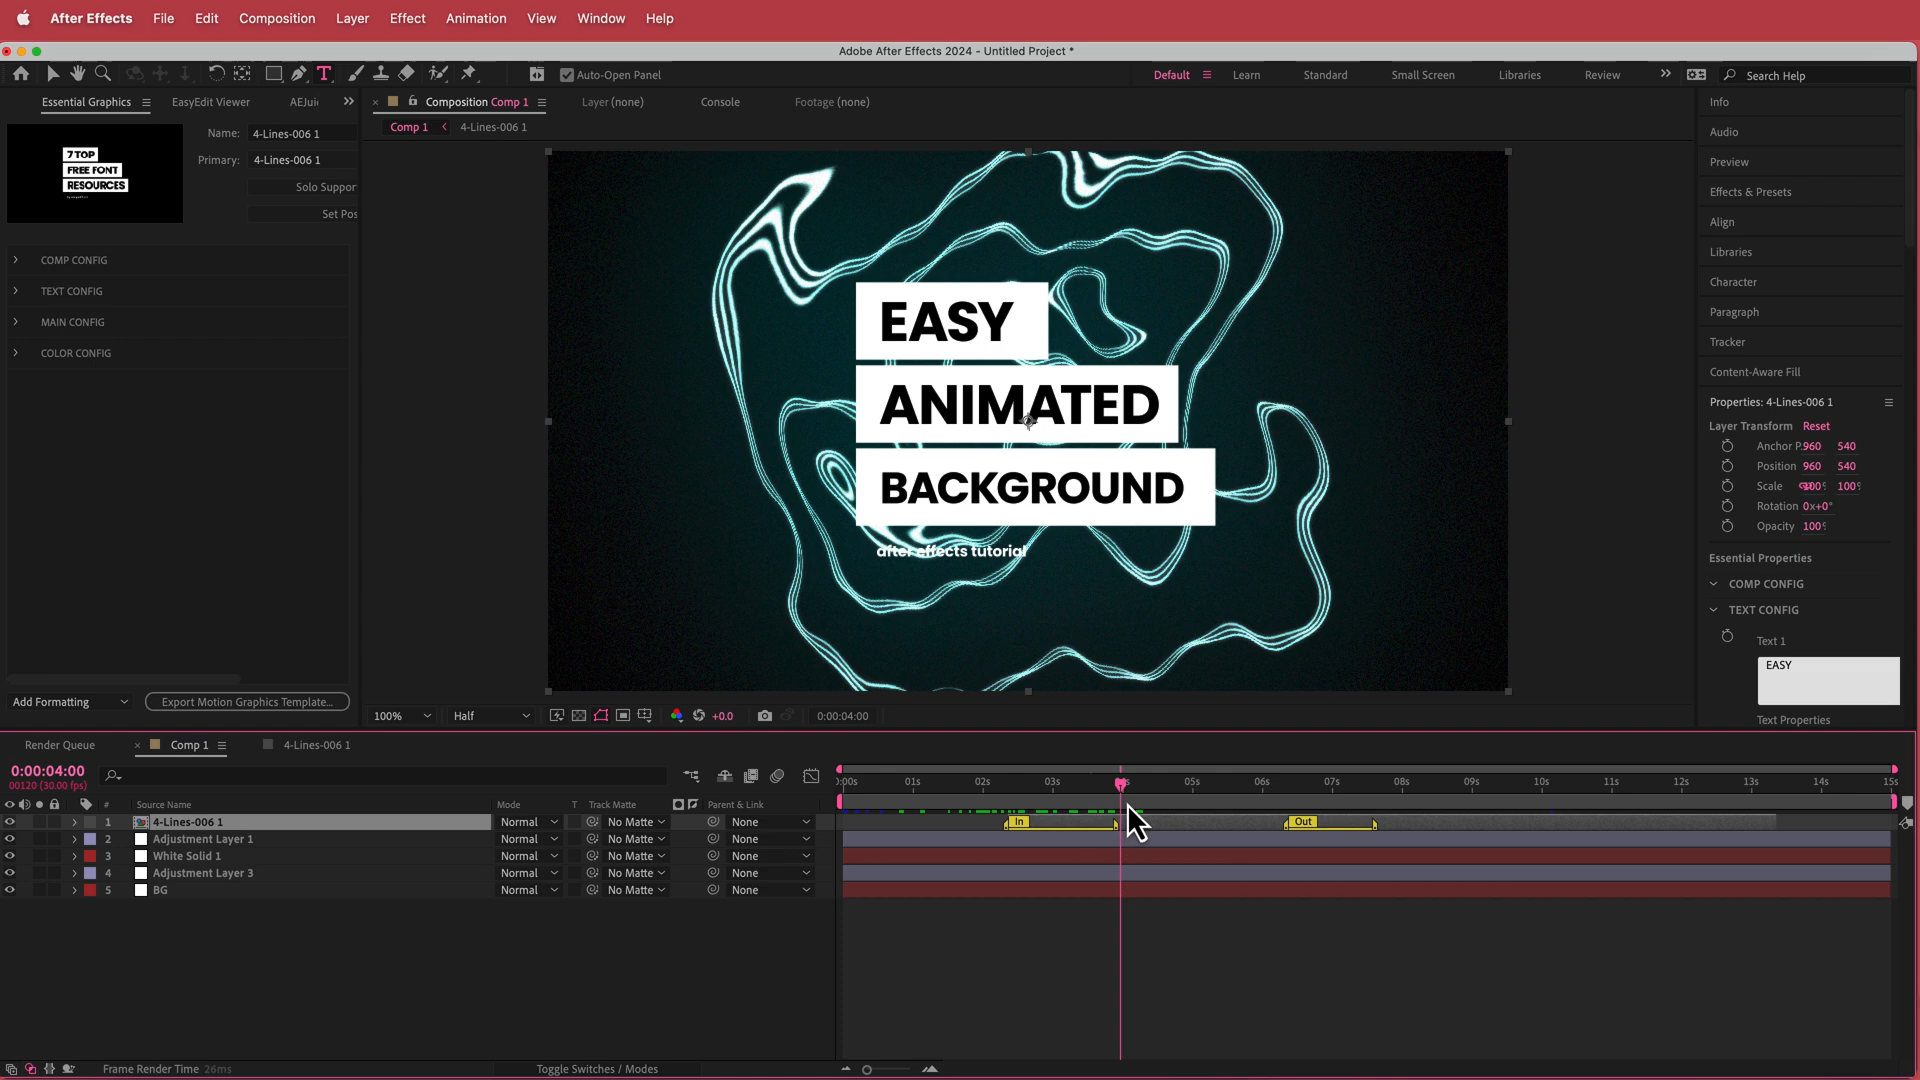 After Effects File Edit Composition Layer Effect Animation View Window Help
Adobe After Effects 2024 - Untitled Project *
Auto-Open Panel Default Learn Standard Small Screen Libraries Review Search Help
Essential Graphics EasyEdit Viewer AEJui Composition Comp 1 Layer (none) Console Footage (none)
Comp 1 4-Lines-006 1
Name: 4-Lines-006 1
Primary: 4-Lines-006 1
Solo Suppor
Set Pos
7 TOP
FREE FONT
RESOURCES
COMP CONFIG
TEXT CONFIG
MAIN CONFIG
COLOR CONFIG
Add Formatting Export Motion Graphics Template...
EASY
ANIMATED
BACKGROUND
after effects tutorial
100% Half +0.0 0:00:04:00
Info
Audio
Preview
Effects & Presets
Align
Libraries
Character
Paragraph
Tracker
Content-Aware Fill
Properties: 4-Lines-006 1
Layer Transform Reset
Anchor P. 960 540
Position 960 540
Scale 100% 100%
Rotation 0x+0°
Opacity 100%
Essential Properties
COMP CONFIG
TEXT CONFIG
Text 1
EASY
Text Properties
Render Queue Comp 1 4-Lines-006 1
0:00:04:00
00120 (30.00 fps)
:00s 01s 02s 03s 05s 06s 07s 08s 09s 10s 11s 12s 13s 14s 15s
# Source Name Mode T Track Matte Parent & Link
1 4-Lines-006 1 Normal No Matte None In Out
2 Adjustment Layer 1 Normal No Matte None
3 White Solid 1 Normal No Matte None
4 Adjustment Layer 3 Normal No Matte None
5 BG Normal No Matte None
Frame Render Time 26ms Toggle Switches / Modes